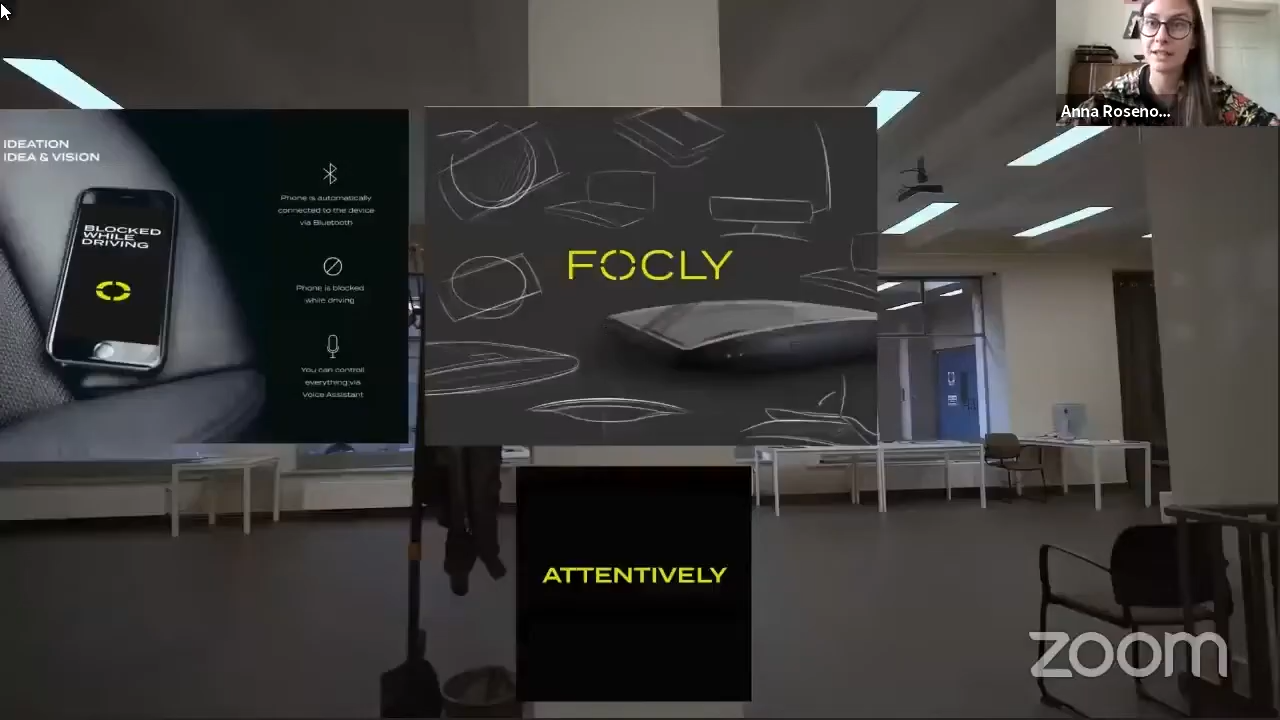 IDEATION
IDEA & VISION
BLOCKED
WHILE
DRIVING
Phone is automatically
connected to the device
via Bluetooth
Phone is blocked
while driving
You can control
everything via
Voice Assistant
FOCLY
ATTENTIVELY
Anna Roseno...
zoom